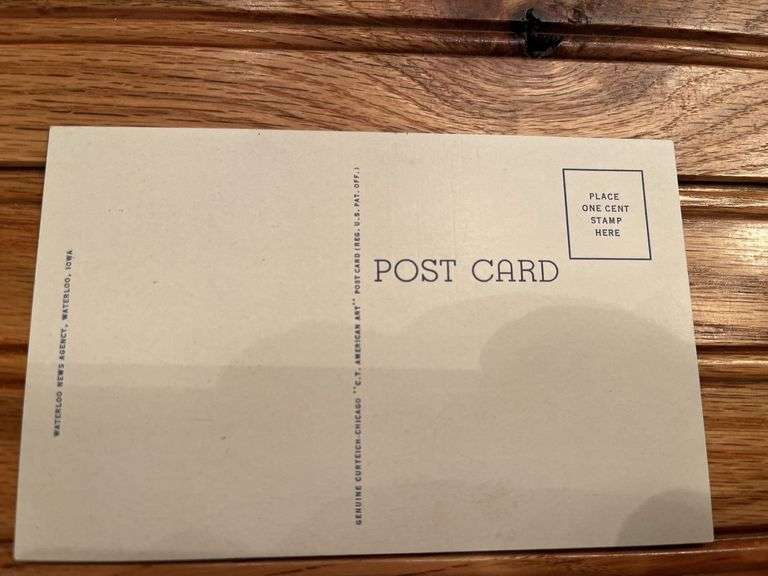 WATERLOO NEWS AGENCY, WATERLOO, IOWA
GENUINE CURTEICH-CHICAGO "C.T. AMERICAN ART" POST CARD (REG. U.S. PAT. OFF.)
POST CARD
PLACE
ONE CENT
STAMP
HERE